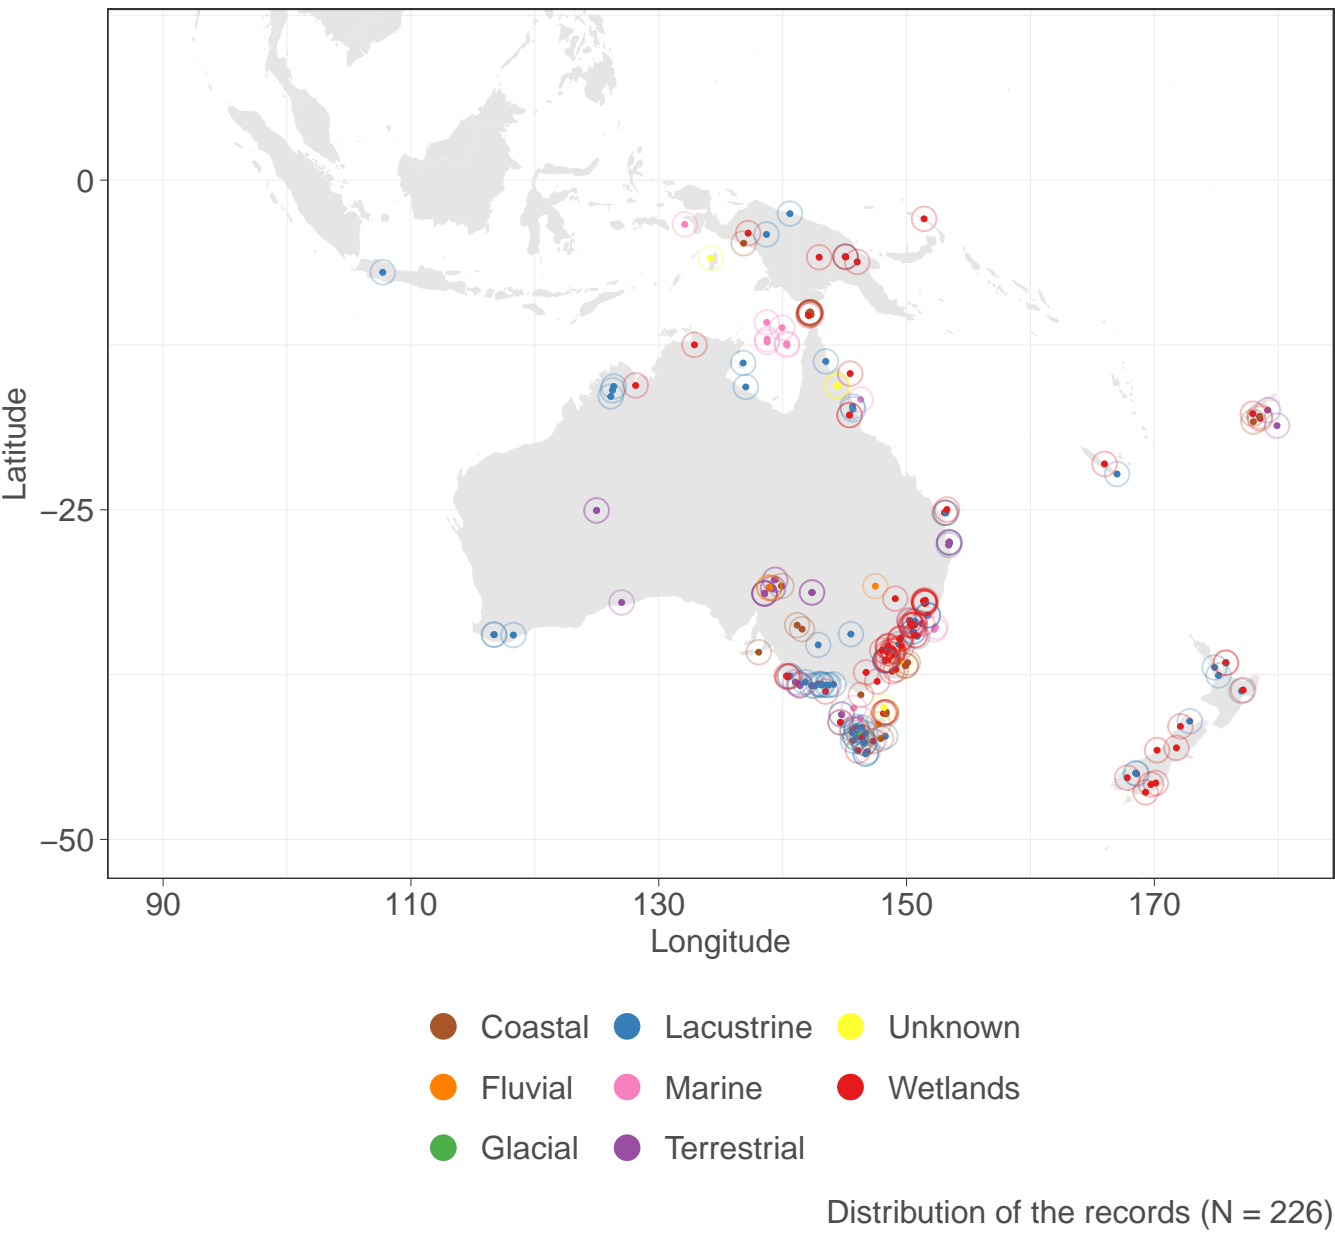 0
−25
−50
Latitude
90 110 130 150 170
Longitude
Coastal Lacustrine Unknown
Fluvial Marine Wetlands
Glacial Terrestrial
Distribution of the records (N = 226)